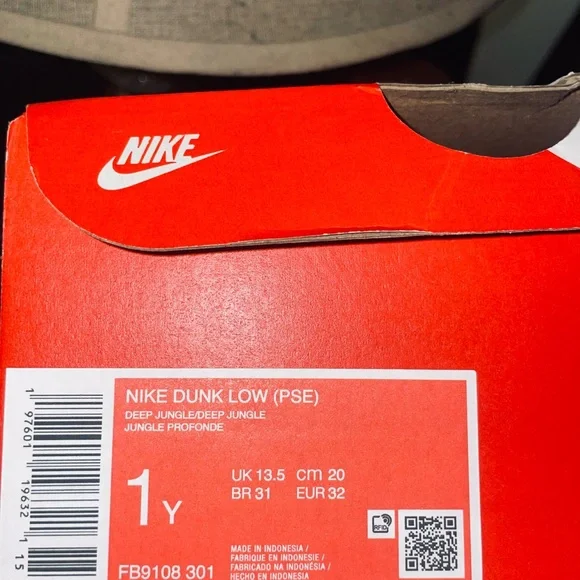 NIKE
NIKE DUNK LOW (PSE)
DEEP JUNGLE/DEEP JUNGLE
JUNGLE PROFONDE
1Y
UK 13.5 cm 20
BR 31 EUR 32
RFID
MADE IN INDONESIA /
FABRIQUE EN INDONESIE /
FABRICADO NA INDONÉSIA /
HECHO EN INDONESIA
FB9108 301
1 97601 19632 15